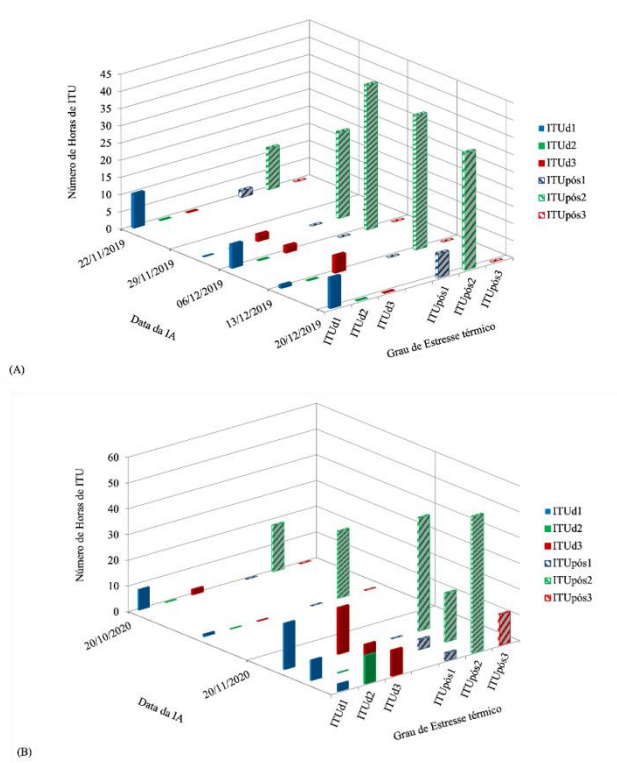 Número de Horas de ITU
45
40
35
30
25
20
15
10
5
0
22/11/2019
29/11/2019
06/12/2019
13/12/2019
20/12/2019
Data da IA
ITUd1
ITUd2
ITUd3
ITUpós1
ITUpós2
ITUpós3
Grau de Estresse térmico
ITUd1
ITUd2
ITUd3
ITUpós1
ITUpós2
ITUpós3
(A)
Número de Horas de ITU
60
50
40
30
20
10
0
20/10/2020
20/11/2020
Data da IA
ITUd1
ITUd2
ITUd3
ITUpós1
ITUpós2
ITUpós3
Grau de Estresse térmico
ITUd1
ITUd2
ITUd3
ITUpós1
ITUpós2
ITUpós3
(B)